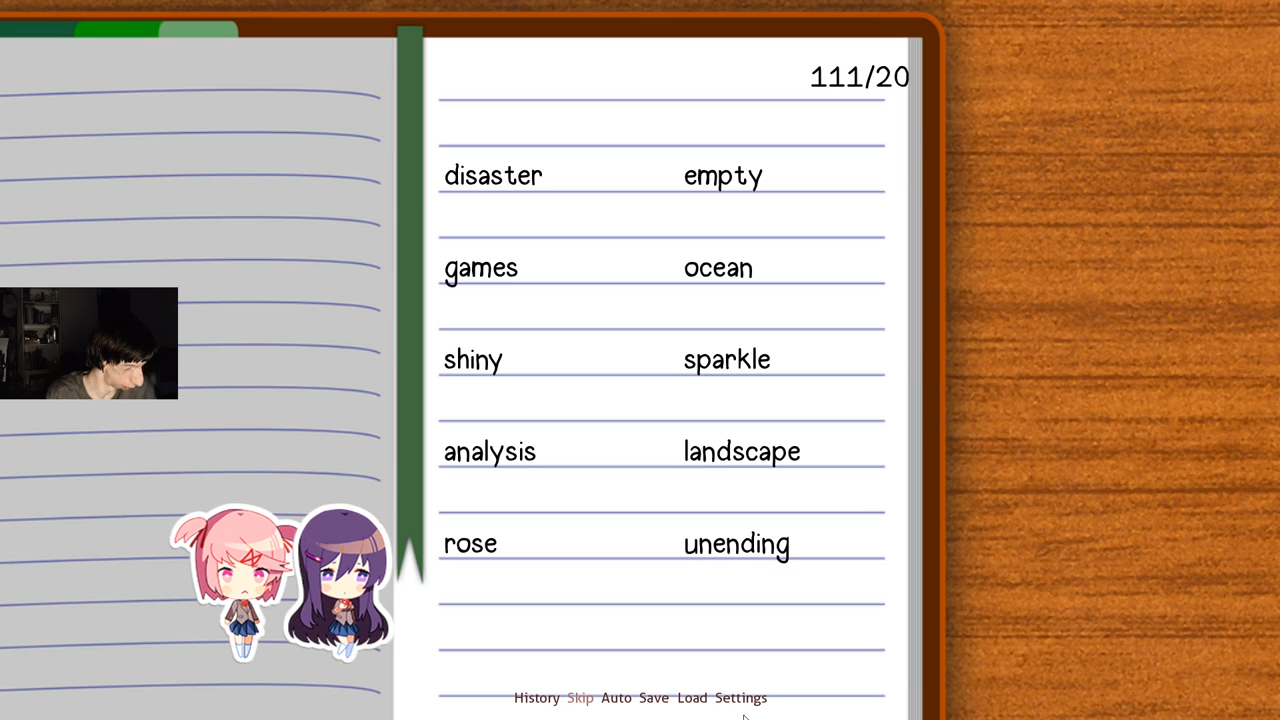 111/20
disaster empty
games ocean
shiny sparkle
analysis landscape
rose unending
History Skip Auto Save Load Settings